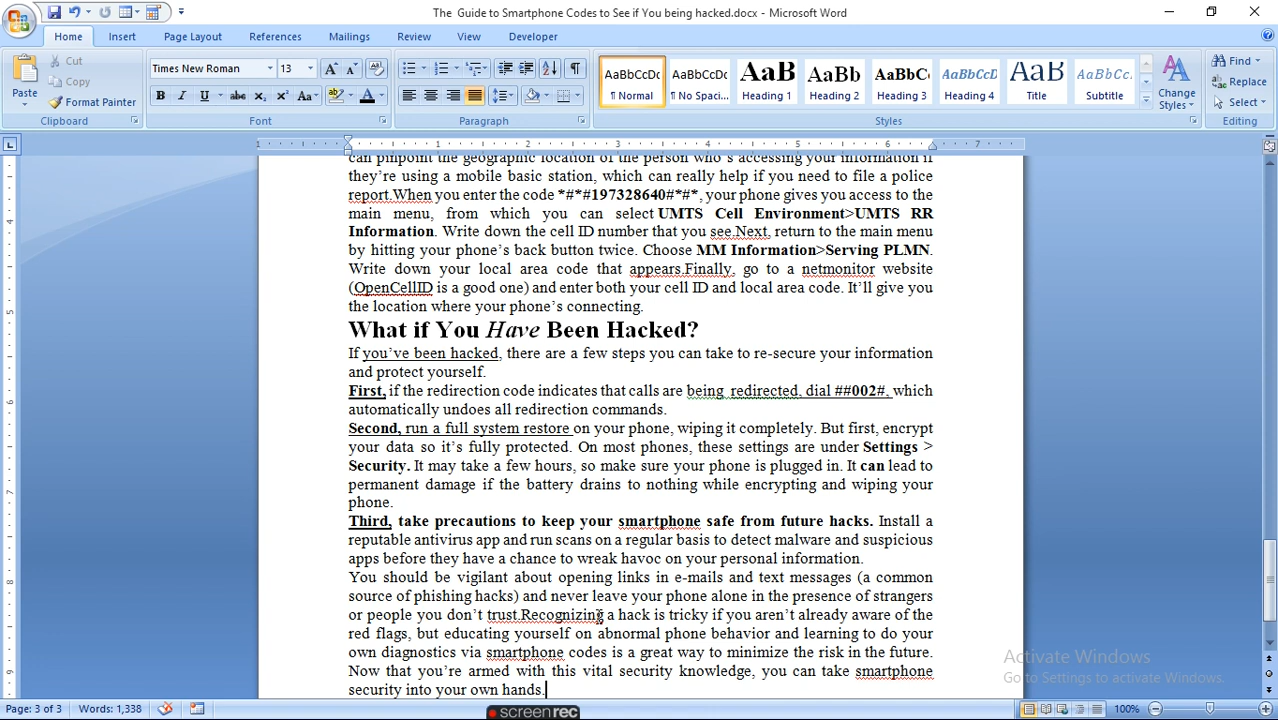 The Guide to Smartphone Codes to See if You being hacked.docx - Microsoft Word
Home Insert Page Layout References Mailings Review View Developer
Paste
Cut
Copy
Format Painter
Clipboard
Times New Roman 13
Font
Paragraph
AaBbCcDc AaBbCcDc AaB AaBb AaBbC AaBbCcD AaB AaBbCc.
¶ Normal ¶ No Spaci... Heading 1 Heading 2 Heading 3 Heading 4 Title Subtitle
Change Styles
Styles
Find
Replace
Select
Editing
1 1 2 3 4 5 6 7
can pinpoint the geographic location of the person who's accessing your information if
they're using a mobile basic station, which can really help if you need to file a police
report.When you enter the code *#*#197328640#*#*, your phone gives you access to the
main menu, from which you can select UMTS Cell Environment>UMTS RR
Information. Write down the cell ID number that you see.Next, return to the main menu
by hitting your phone's back button twice. Choose MM Information>Serving PLMN.
Write down your local area code that appears.Finally, go to a netmonitor website
(OpenCellID is a good one) and enter both your cell ID and local area code. It'll give you
the location where your phone's connecting.
What if You Have Been Hacked?
If you've been hacked, there are a few steps you can take to re-secure your information
and protect yourself.
First, if the redirection code indicates that calls are being redirected, dial ##002#, which
automatically undoes all redirection commands.
Second, run a full system restore on your phone, wiping it completely. But first, encrypt
your data so it's fully protected. On most phones, these settings are under Settings >
Security. It may take a few hours, so make sure your phone is plugged in. It can lead to
permanent damage if the battery drains to nothing while encrypting and wiping your
phone.
Third, take precautions to keep your smartphone safe from future hacks. Install a
reputable antivirus app and run scans on a regular basis to detect malware and suspicious
apps before they have a chance to wreak havoc on your personal information.
You should be vigilant about opening links in e-mails and text messages (a common
source of phishing hacks) and never leave your phone alone in the presence of strangers
or people you don't trust.Recognizing a hack is tricky if you aren't already aware of the
red flags, but educating yourself on abnormal phone behavior and learning to do your
own diagnostics via smartphone codes is a great way to minimize the risk in the future.
Now that you're armed with this vital security knowledge, you can take smartphone
security into your own hands.
Activate Windows
Go to Settings to activate Windows.
Page: 3 of 3 Words: 1,338
screenrec
100%